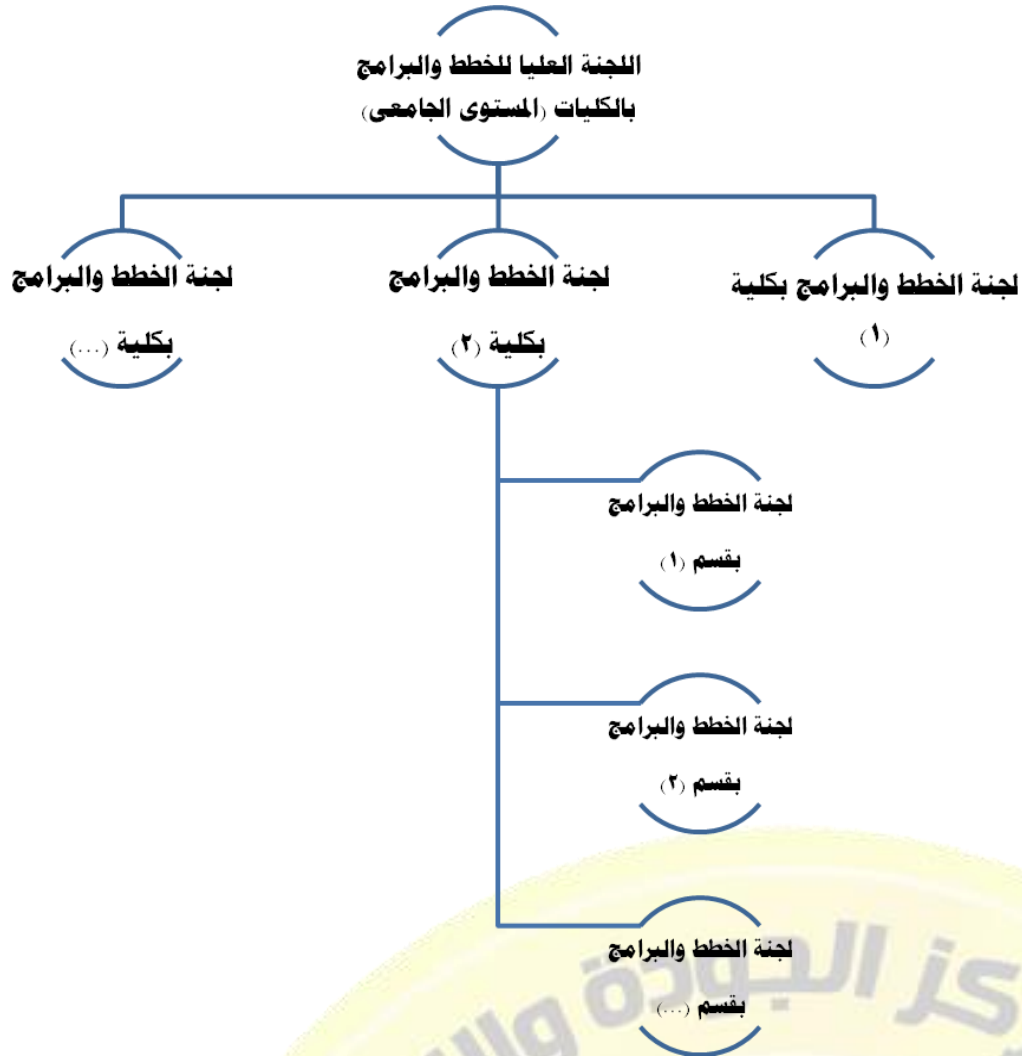 اللجنة العليا للخطط والبرامج
بالكليات (المستوى الجامعى)
لجنة الخطط والبرامج بكلية
(١)
لجنة الخطط والبرامج
بكلية (٢)
لجنة الخطط والبرامج
بكلية (...)
لجنة الخطط والبرامج
بقسم (١)
لجنة الخطط والبرامج
بقسم (٢)
لجنة الخطط والبرامج
بقسم (...)
الجودة